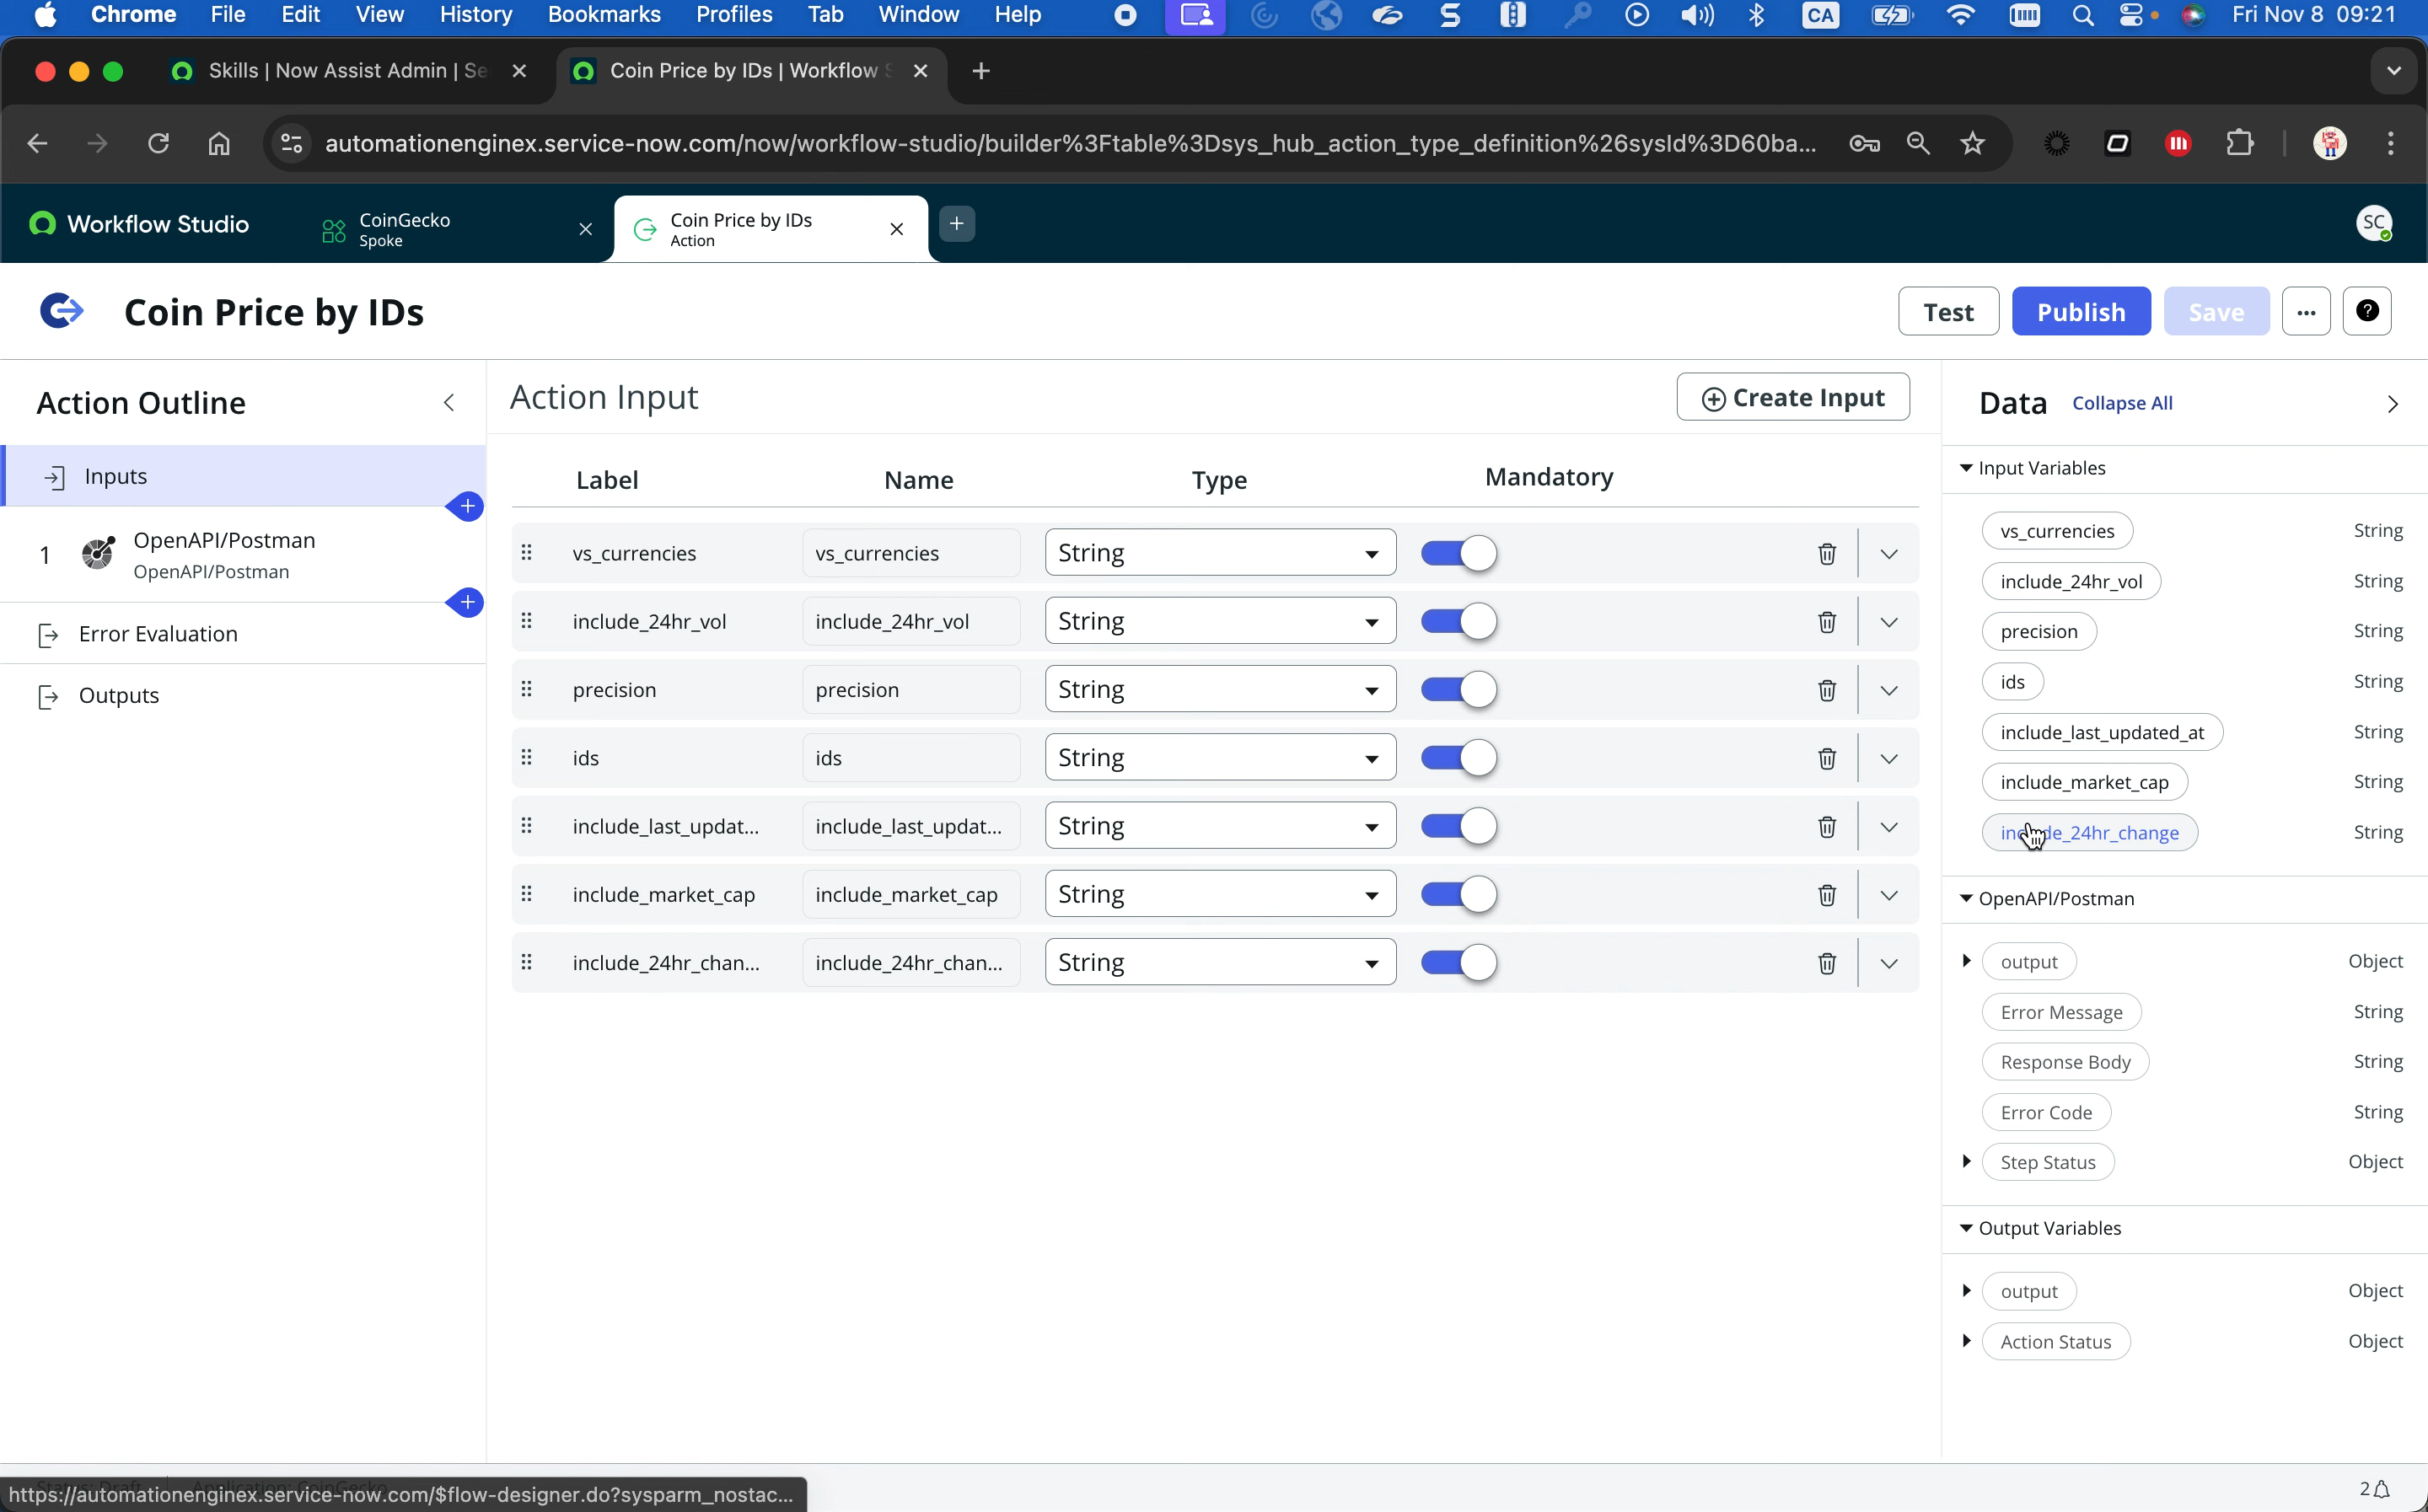 Chrome File Edit View History Bookmarks Profiles Tab Window Help CA Fri Nov 8 09:21
Skills | Now Assist Admin | Se
Coin Price by IDs | Workflow S
automationenginex.service-now.com/now/workflow-studio/builder%3Ftable%3Dsys_hub_action_type_definition%26sysId%3D60ba...
Workflow Studio
CoinGecko
Spoke
Coin Price by IDs
Action
SC
Coin Price by IDs
Test
Publish
Save
Action Outline
Inputs
1
OpenAPI/Postman
OpenAPI/Postman
Error Evaluation
Outputs
Action Input
Create Input
Label Name Type Mandatory
vs_currencies vs_currencies String
include_24hr_vol include_24hr_vol String
precision precision String
ids ids String
include_last_updat... include_last_updat... String
include_market_cap include_market_cap String
include_24hr_chan... include_24hr_chan... String
Data Collapse All
Input Variables
vs_currencies String
include_24hr_vol String
precision String
ids String
include_last_updated_at String
include_market_cap String
include_24hr_change String
OpenAPI/Postman
output Object
Error Message String
Response Body String
Error Code String
Step Status Object
Output Variables
output Object
Action Status Object
Status: Draft Application: CoinGecko
https://automationenginex.service-now.com/$flow-designer.do?sysparm_nostac...
2